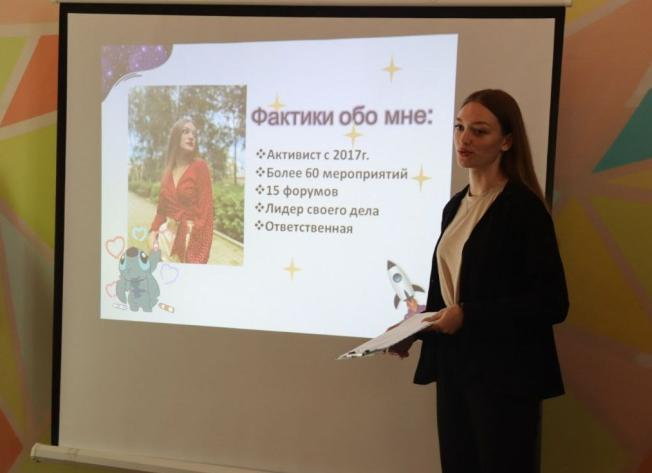 Фактики обо мне:
❖Активист с 2017г.
❖Более 60 мероприятий
❖15 форумов
❖Лидер своего дела
❖Ответственная